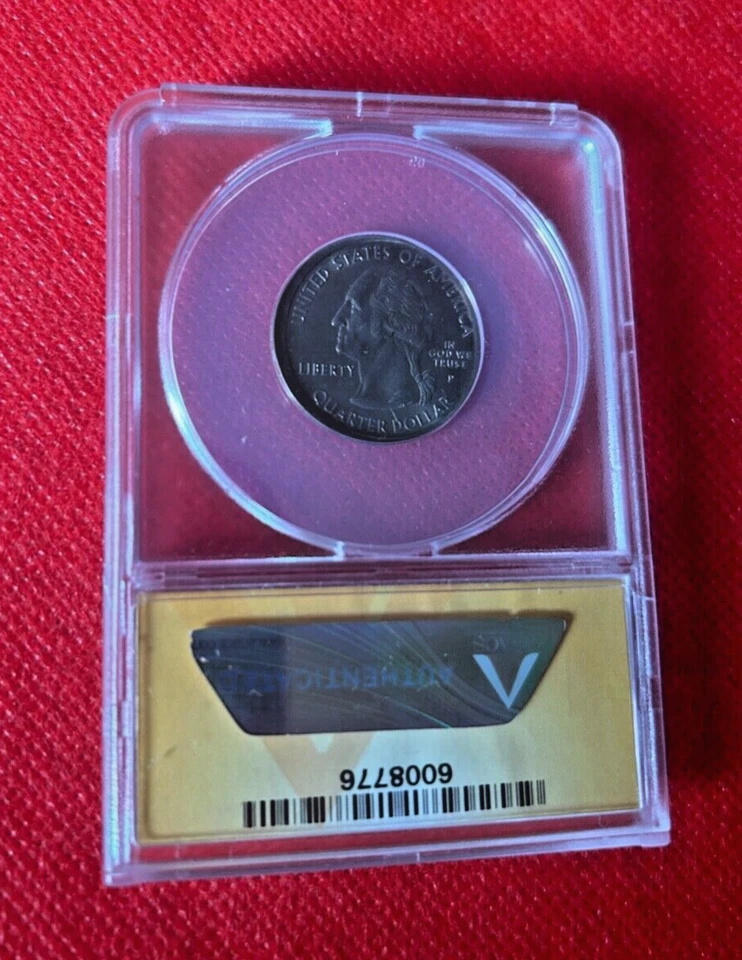 UNITED STATES OF AMERICA
LIBERTY
IN
GOD WE
TRUST
P
QUARTER DOLLAR
6008776